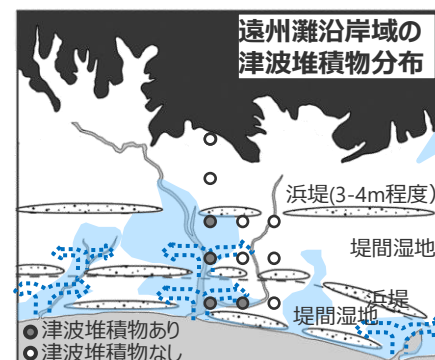 遠州灘沿岸域の
津波堆積物分布
浜堤(3-4m程度)
堤間湿地
浜堤
堤間湿地
津波堆積物あり
津波堆積物なし